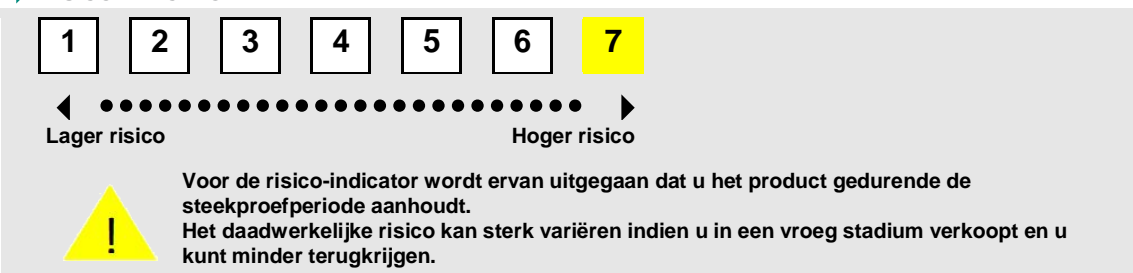 1 2 3 4 5 6 7
Lager risico Hoger risico
Voor de risico-indicator wordt ervan uitgegaan dat u het product gedurende de
steekproefperiode aanhoudt.
!
Het daadwerkelijke risico kan sterk variëren indien u in een vroeg stadium verkoopt en u
kunt minder terugkrijgen.